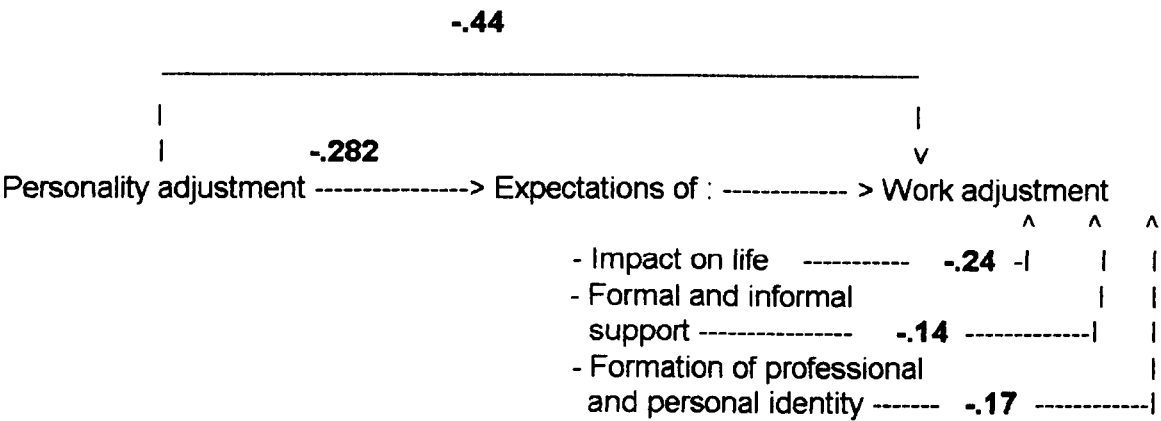 -.44
-.282
Personality adjustment ----------------> Expectations of : ------------- > Work adjustment
- Impact on life ----------- -.24 -|
- Formal and informal
support ---------------- -.14 -------------|
- Formation of professional
and personal identity ------- -.17 ------------|